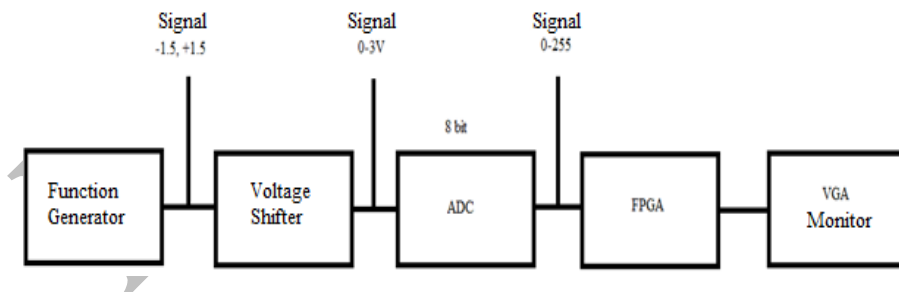 Signal
-1.5, +1.5
Signal
0-3V
Signal
0-255
8 bit
Function
Generator
Voltage
Shifter
ADC
FPGA
VGA
Monitor